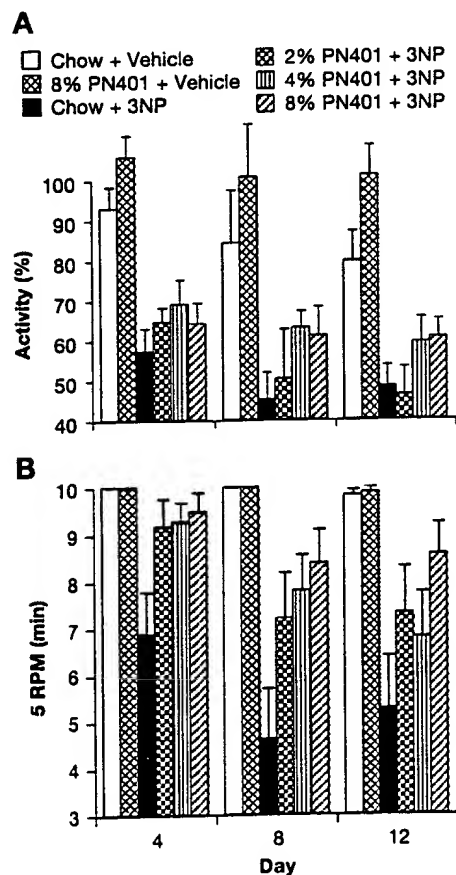 A
Chow + Vehicle
8% PN401 + Vehicle
Chow + 3NP
2% PN401 + 3NP
4% PN401 + 3NP
8% PN401 + 3NP
Activity (%)
100
90
80
70
60
50
40
B
5 RPM (min)
10
9
8
7
6
5
4
3
4 8 12
Day